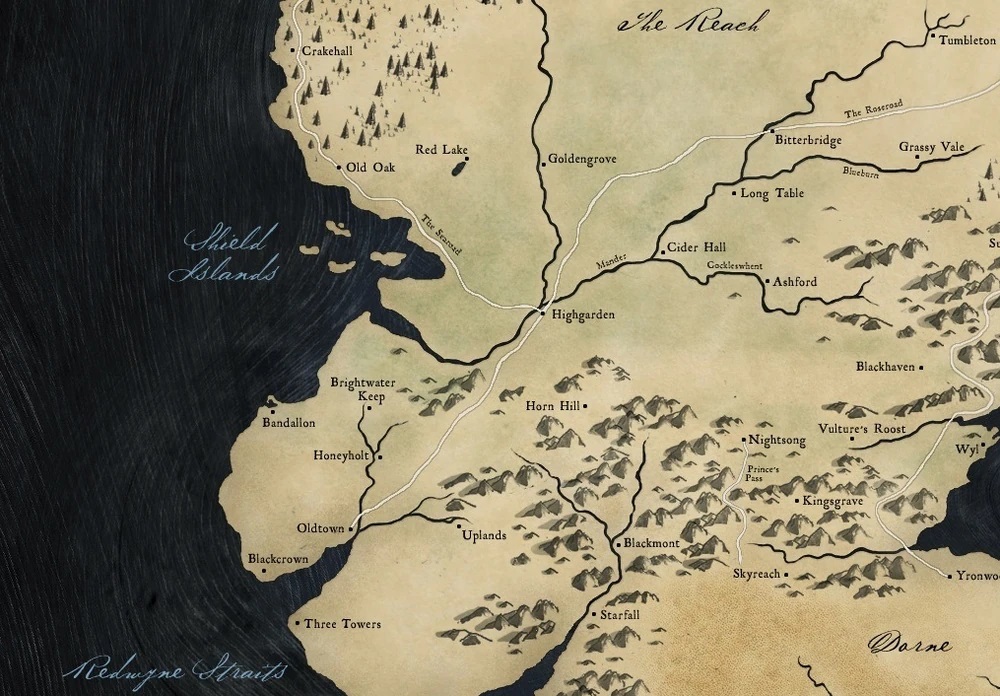 The Reach
Tumbleton
Crakehall
The Roseroad
Bitterbridge
Grassy Vale
Red Lake
Goldengrove
Old Oak
Blueburn
Long Table
The Searoad
Shield
Islands
Cider Hall
Mander
Cockleswhent
Ashford
Highgarden
Blackhaven
Brightwater
Keep
Horn Hill
Bandallon
Vulture's Roost
Nightsong
Wyl
Honeyholt
Prince's
Pass
Kingsgrave
Oldtown
Uplands
Blackmont
Blackcrown
Skyreach
Yronwo
Starfall
Three Towers
Dorne
Redwyne Straits